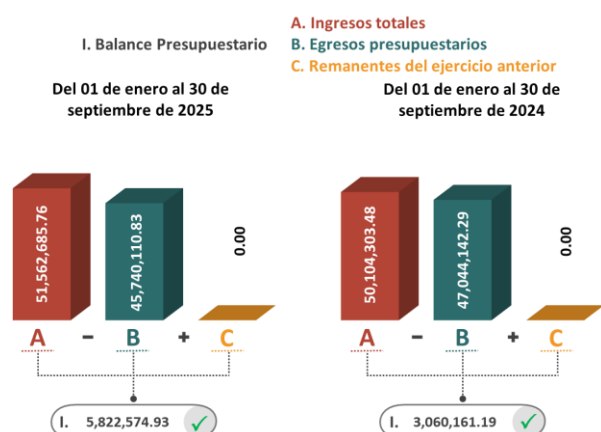 A. Ingresos totales
I. Balance Presupuestario
B. Egresos presupuestarios
C. Remanentes del ejercicio anterior
Del 01 de enero al 30 de
septiembre de 2025
Del 01 de enero al 30 de
septiembre de 2024
51,562,685.76
45,740,110.83
0.00
50,104,303.48
47,044,142.29
0.00
A − B + C
A − B + C
I. 5,822,574.93 ✓
I. 3,060,161.19 ✓